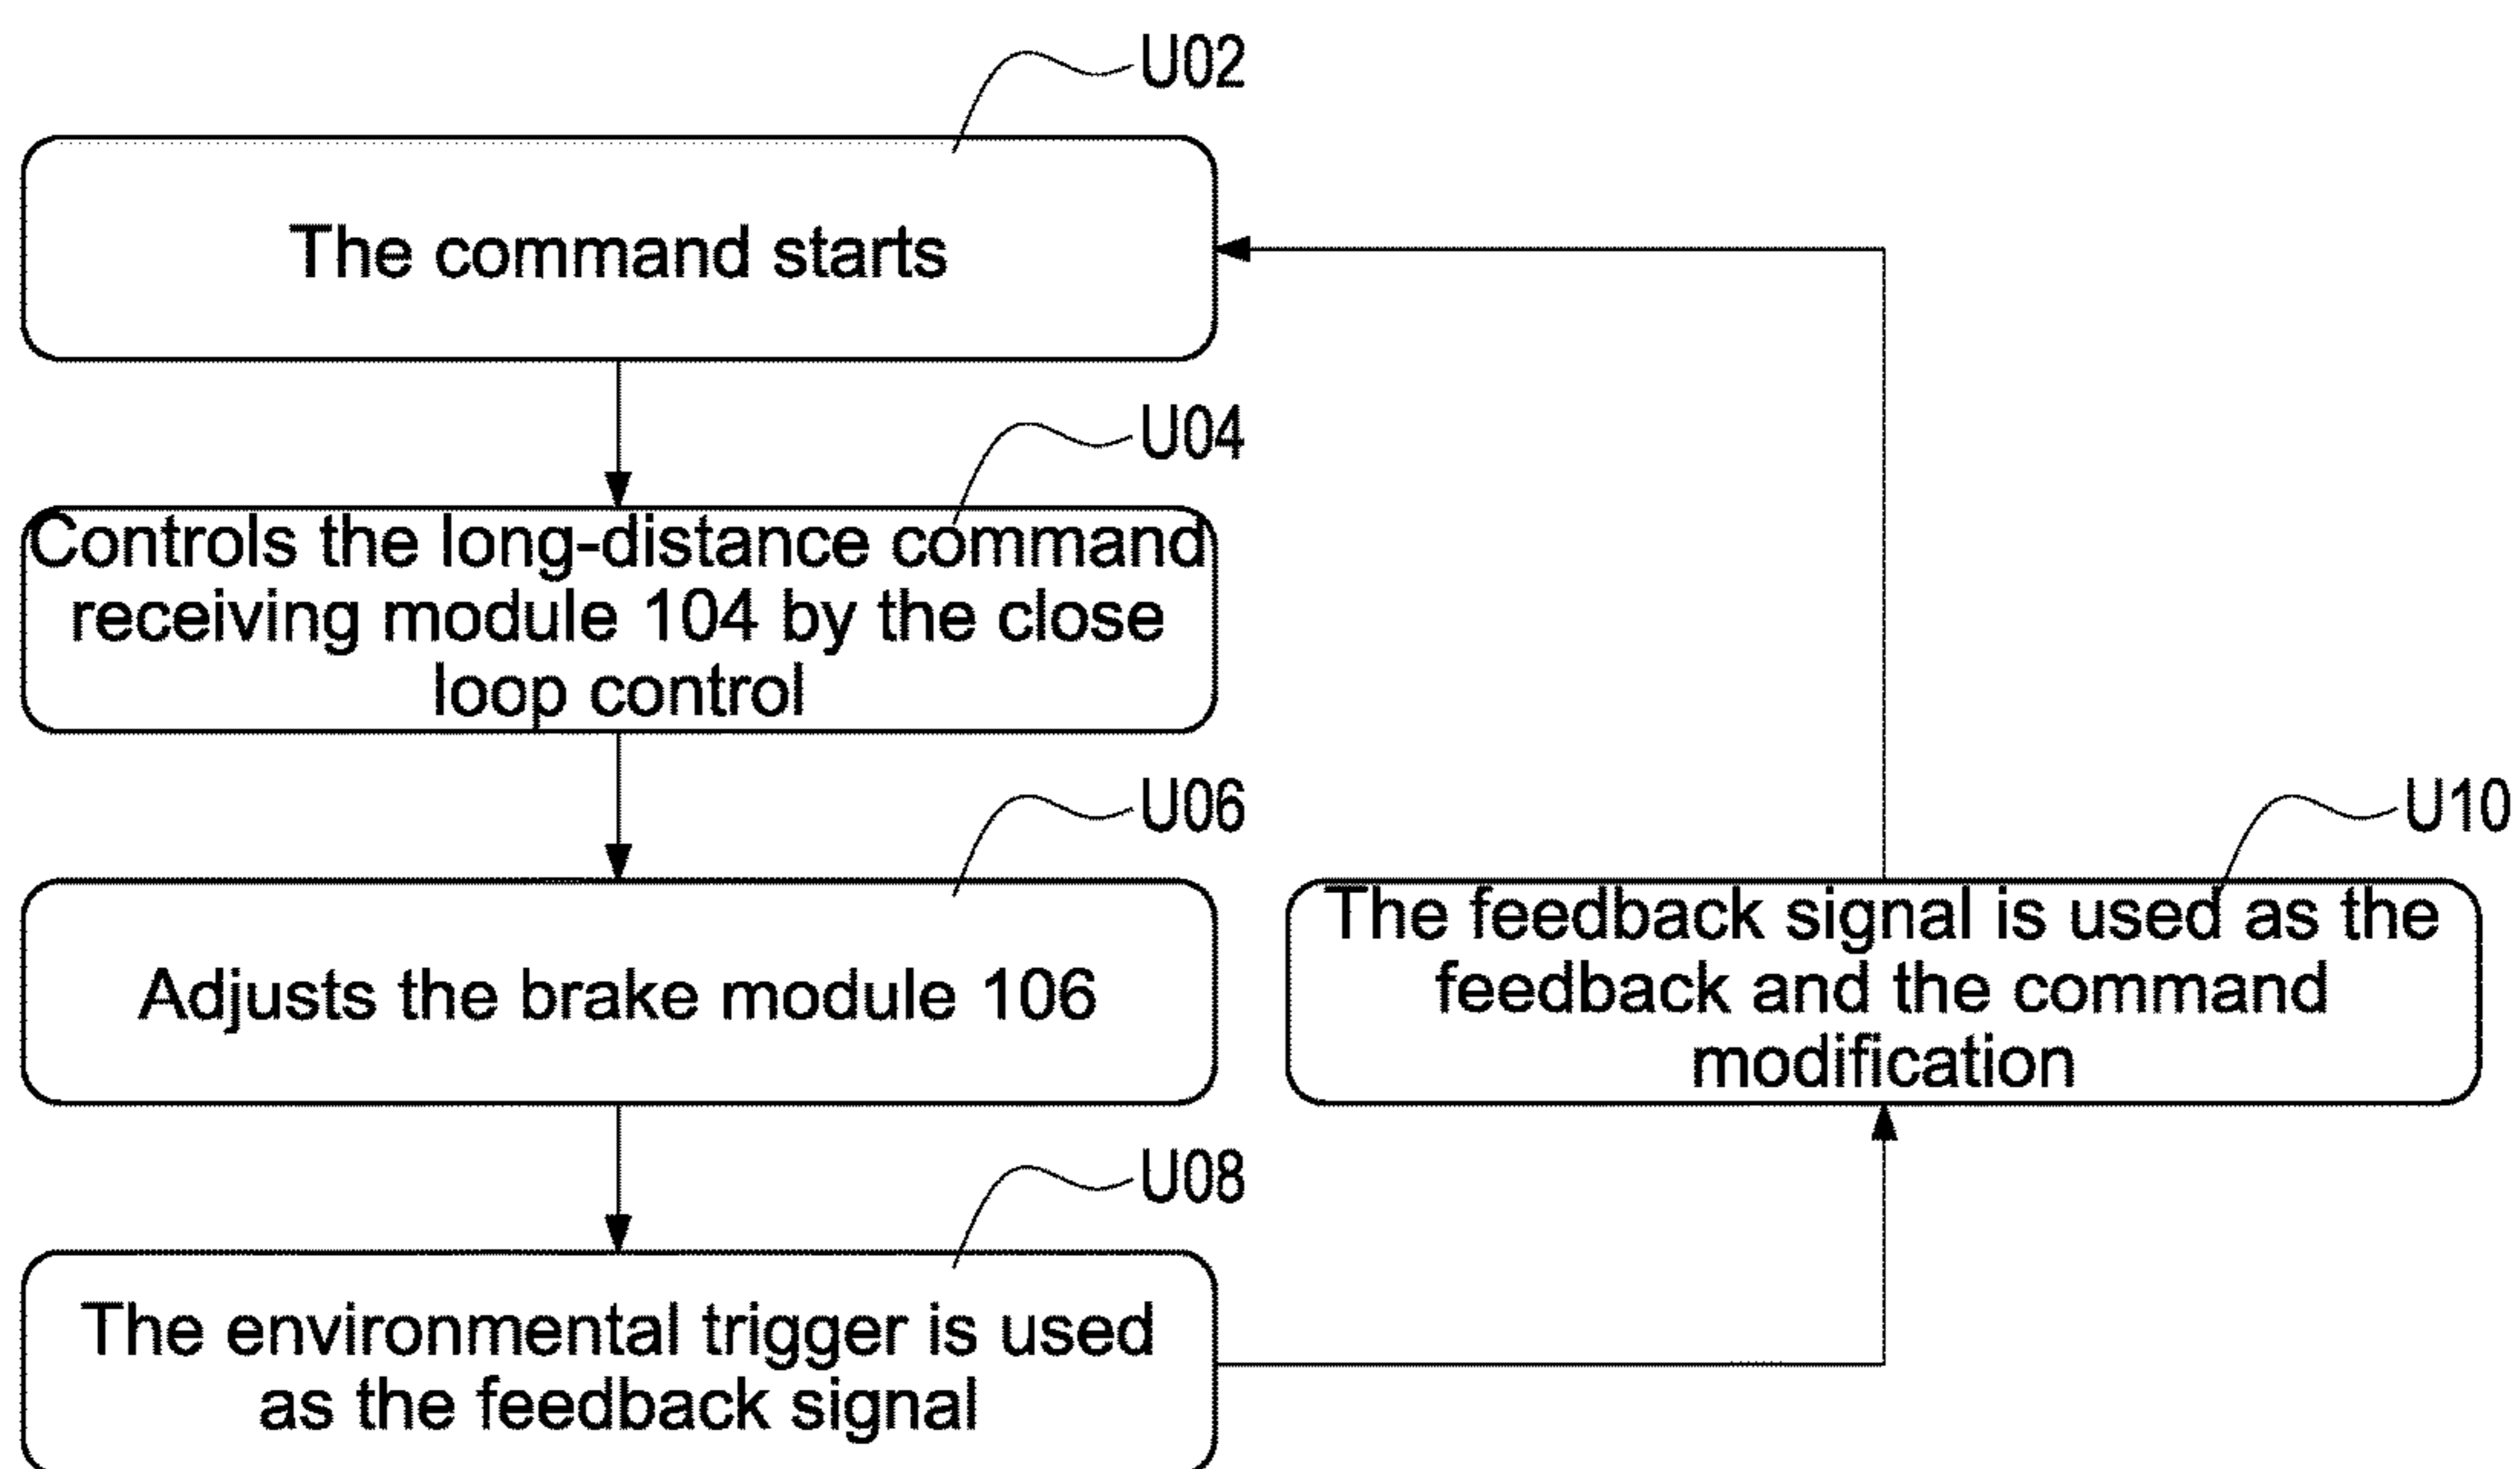 U02
The command starts
U04
Controls the long-distance command
receiving module 104 by the close
loop control
U06
Adjusts the brake module 106
U08
The environmental trigger is used
as the feedback signal
U10
The feedback signal is used as the
feedback and the command
modification